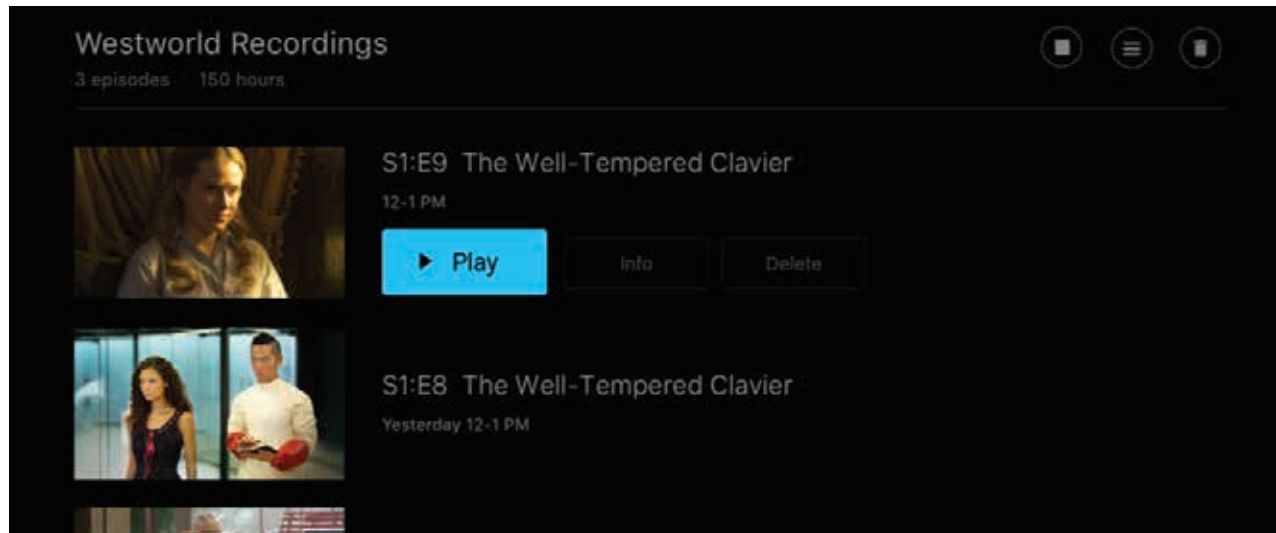 Westworld Recordings
3 episodes 150 hours
S1:E9 The Well-Tempered Clavier
12-1 PM
Play Info Delete
S1:E8 The Well-Tempered Clavier
Yesterday 12-1 PM